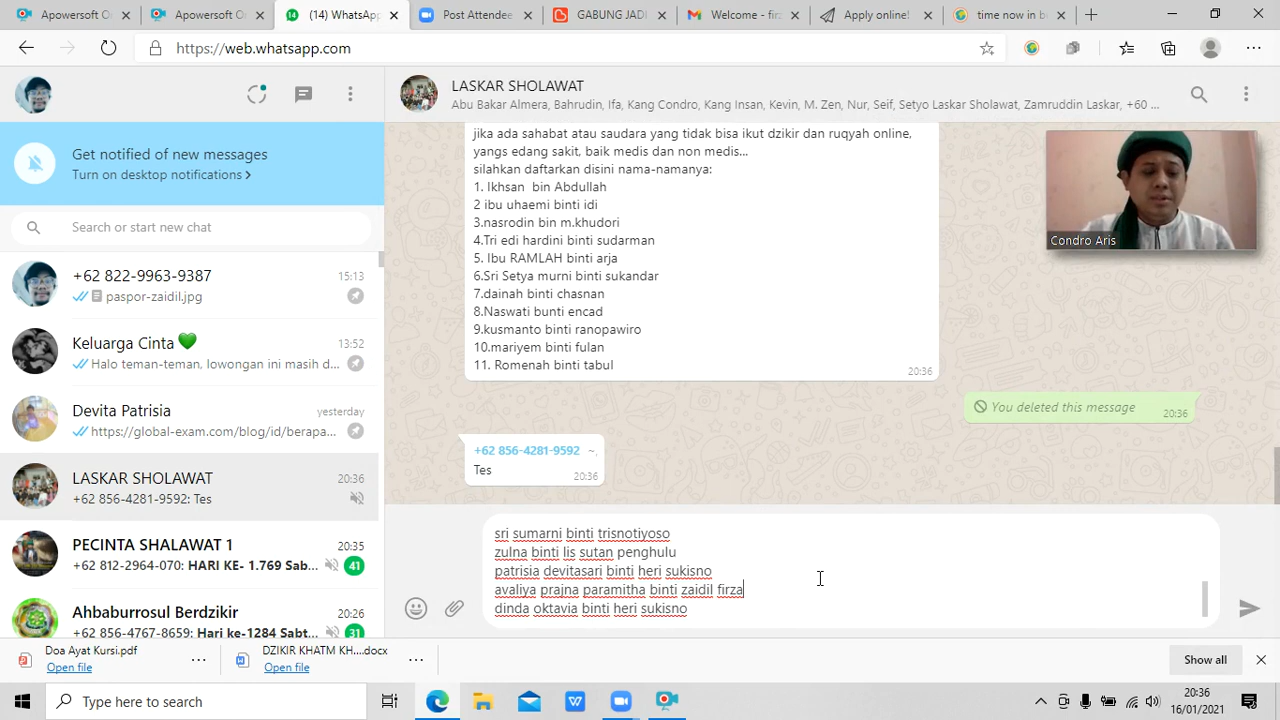 Apowersoft On
Apowersoft On
(14) WhatsApp
Post Attendee
GABUNG JADI
Welcome - fir
Apply online!
time now in b
https://web.whatsapp.com
LASKAR SHOLAWAT
Abu Bakar Almera, Bahrudin, Ifa, Kang Condro, Kang Insan, Kevin, M. Zen, Nur, Seif, Setyo Laskar Sholawat, Zamruddin Laskar, +60 ...
Get notified of new messages
Turn on desktop notifications >
Search or start new chat
+62 822-9963-9387
15:13
paspor-zaidil.jpg
Keluarga Cinta 💚
13:52
Halo teman-teman, lowongan ini masih d...
Devita Patrisia
yesterday
https://global-exam.com/blog/id/berapa...
LASKAR SHOLAWAT
20:36
+62 856-4281-9592: Tes
PECINTA SHALAWAT 1
20:35
+62 812-2964-070: HARI KE- 1.769 Sab...
41
Ahbaburrosul Berdzikir
20:26
+62 856-4767-8659: Hari ke-1284 Sabt...
31
jika ada sahabat atau saudara yang tidak bisa ikut dzikir dan ruqyah online,
yangs edang sakit, baik medis dan non medis...
silahkan daftarkan disini nama-namanya:
1. Ikhsan  bin Abdullah
2 ibu uhaemi binti idi
3.nasrodin bin m.khudori
4.Tri edi hardini binti sudarman
5. Ibu RAMLAH binti arja
6.Sri Setya murni binti sukandar
7.dainah binti chasnan
8.Naswati bunti encad
9.kusmanto binti ranopawiro
10.mariyem binti fulan
11. Romenah binti tabul
20:36
Condro Aris
You deleted this message
20:36
+62 856-4281-9592 ~.
Tes
20:36
sri sumarni binti trisnotiyoso
zulna binti lis sutan penghulu
patrisia devitasari binti heri sukisno
avaliya prajna paramitha binti zaidil firza
dinda oktavia binti heri sukisno
Doa Ayat Kursi.pdf
Open file
DZIKIR KHATM KH....docx
Open file
Show all
Type here to search
20:36
16/01/2021